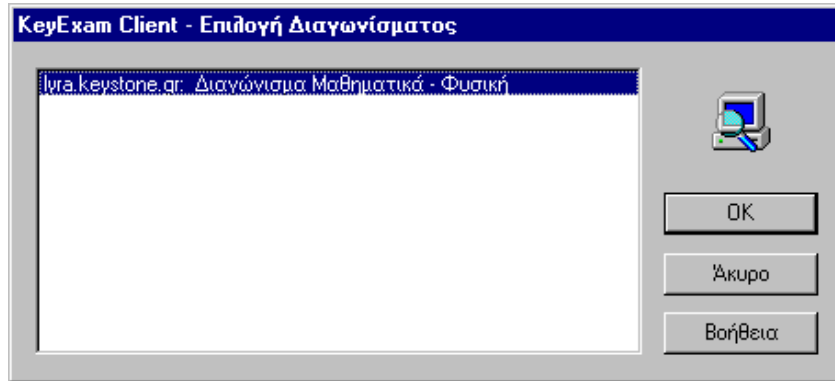 KeyExam Client - Επιλογή Διαγωνίσματος
lyra.keystone.gr: Διαγώνισμα Μαθηματικά - Φυσική
OK
Άκυρο
Βοήθεια